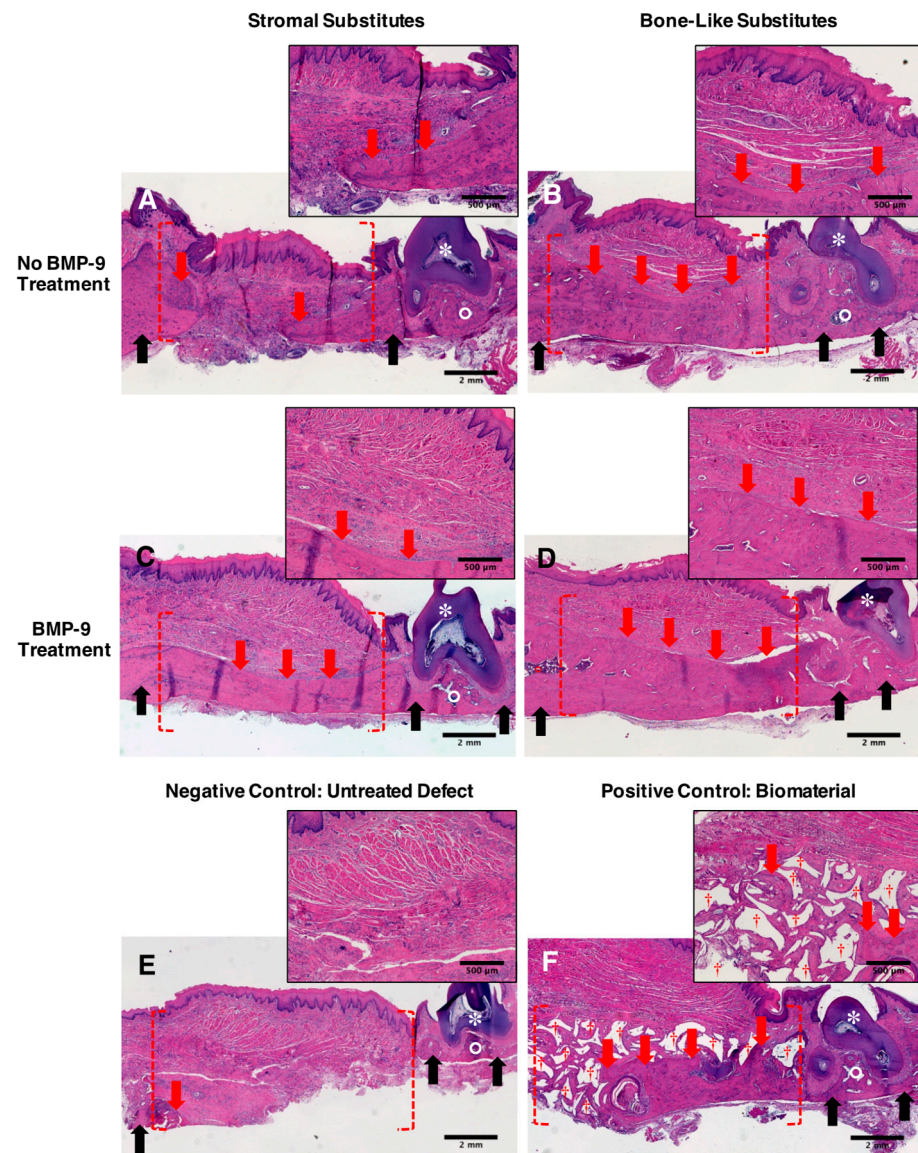 Stromal Substitutes
Bone-Like Substitutes
500 µm
500 µm
A
B
*
*
No BMP-9
Treatment
2 mm
2 mm
500 µm
500 µm
C
D
*
*
BMP-9
Treatment
2 mm
2 mm
Negative Control: Untreated Defect
Positive Control: Biomaterial
500 µm
500 µm
E
F
*
*
2 mm
2 mm